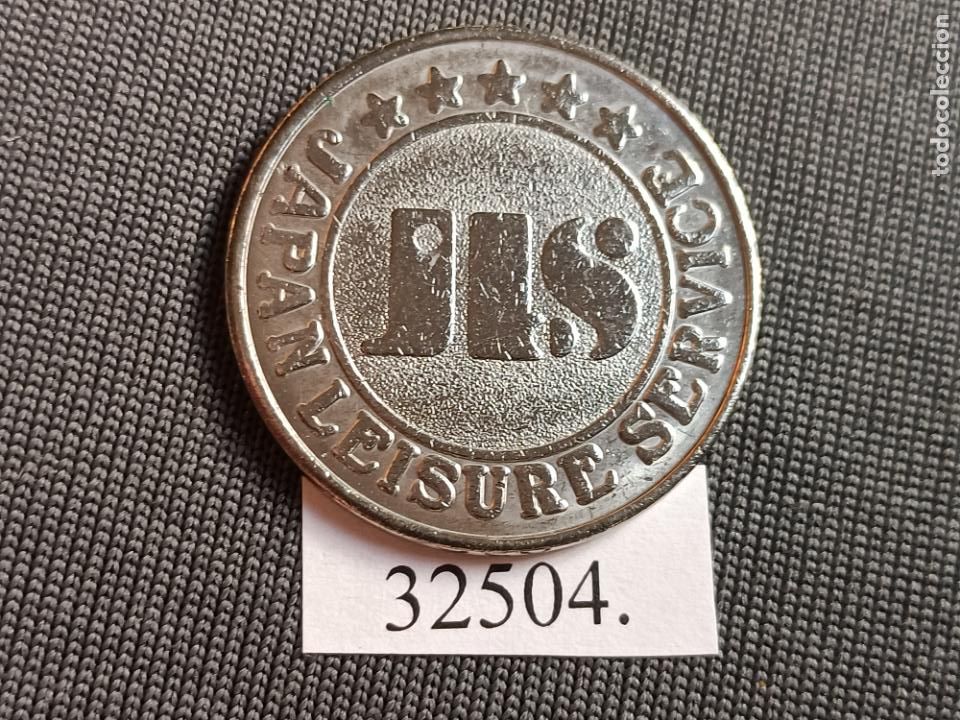 JAPAN LEISURE SERVICE
JLS
32504.
todocoleccion